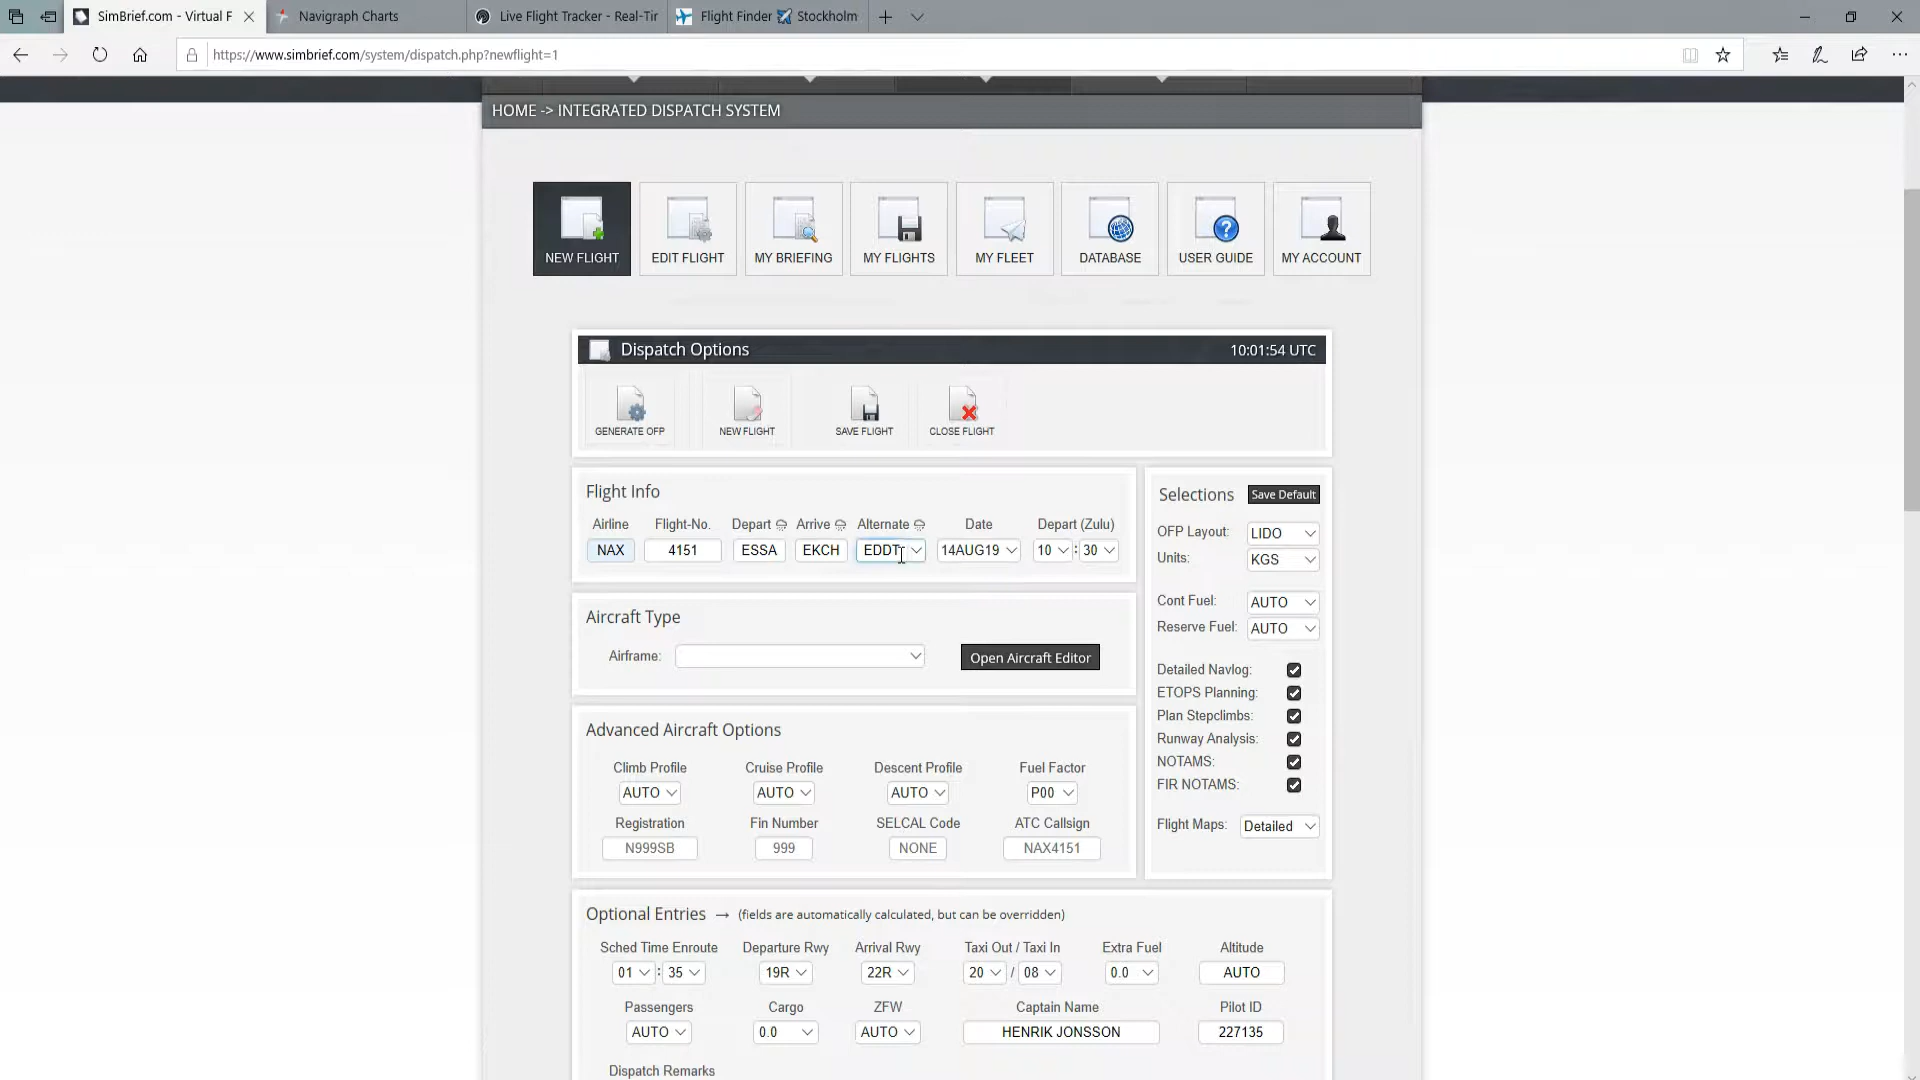 SimBrief.com - Virtual F
Navigraph Charts
Live Flight Tracker - Real-Tir
Flight Finder Stockholm
https://www.simbrief.com/system/dispatch.php?newflight=1
HOME -> INTEGRATED DISPATCH SYSTEM
NEW FLIGHT
EDIT FLIGHT
MY BRIEFING
MY FLIGHTS
MY FLEET
DATABASE
USER GUIDE
MY ACCOUNT
Dispatch Options 10:01:54 UTC
GENERATE OFP
NEW FLIGHT
SAVE FLIGHT
CLOSE FLIGHT
Flight Info
Airline Flight-No. Depart Arrive Alternate Date Depart (Zulu)
NAX 4151 ESSA EKCH EDDT 14AUG19 10 : 30
Aircraft Type
Airframe:
Open Aircraft Editor
Advanced Aircraft Options
Climb Profile Cruise Profile Descent Profile Fuel Factor
AUTO AUTO AUTO P00
Registration Fin Number SELCAL Code ATC Callsign
N999SB 999 NONE NAX4151
Selections Save Default
OFP Layout: LIDO
Units: KGS
Cont Fuel: AUTO
Reserve Fuel: AUTO
Detailed Navlog:
ETOPS Planning:
Plan Stepclimbs:
Runway Analysis:
NOTAMS:
FIR NOTAMS:
Flight Maps: Detailed
Optional Entries → (fields are automatically calculated, but can be overridden)
Sched Time Enroute Departure Rwy Arrival Rwy Taxi Out / Taxi In Extra Fuel Altitude
01 : 35 19R 22R 20 / 08 0.0 AUTO
Passengers Cargo ZFW Captain Name Pilot ID
AUTO 0.0 AUTO HENRIK JONSSON 227135
Dispatch Remarks